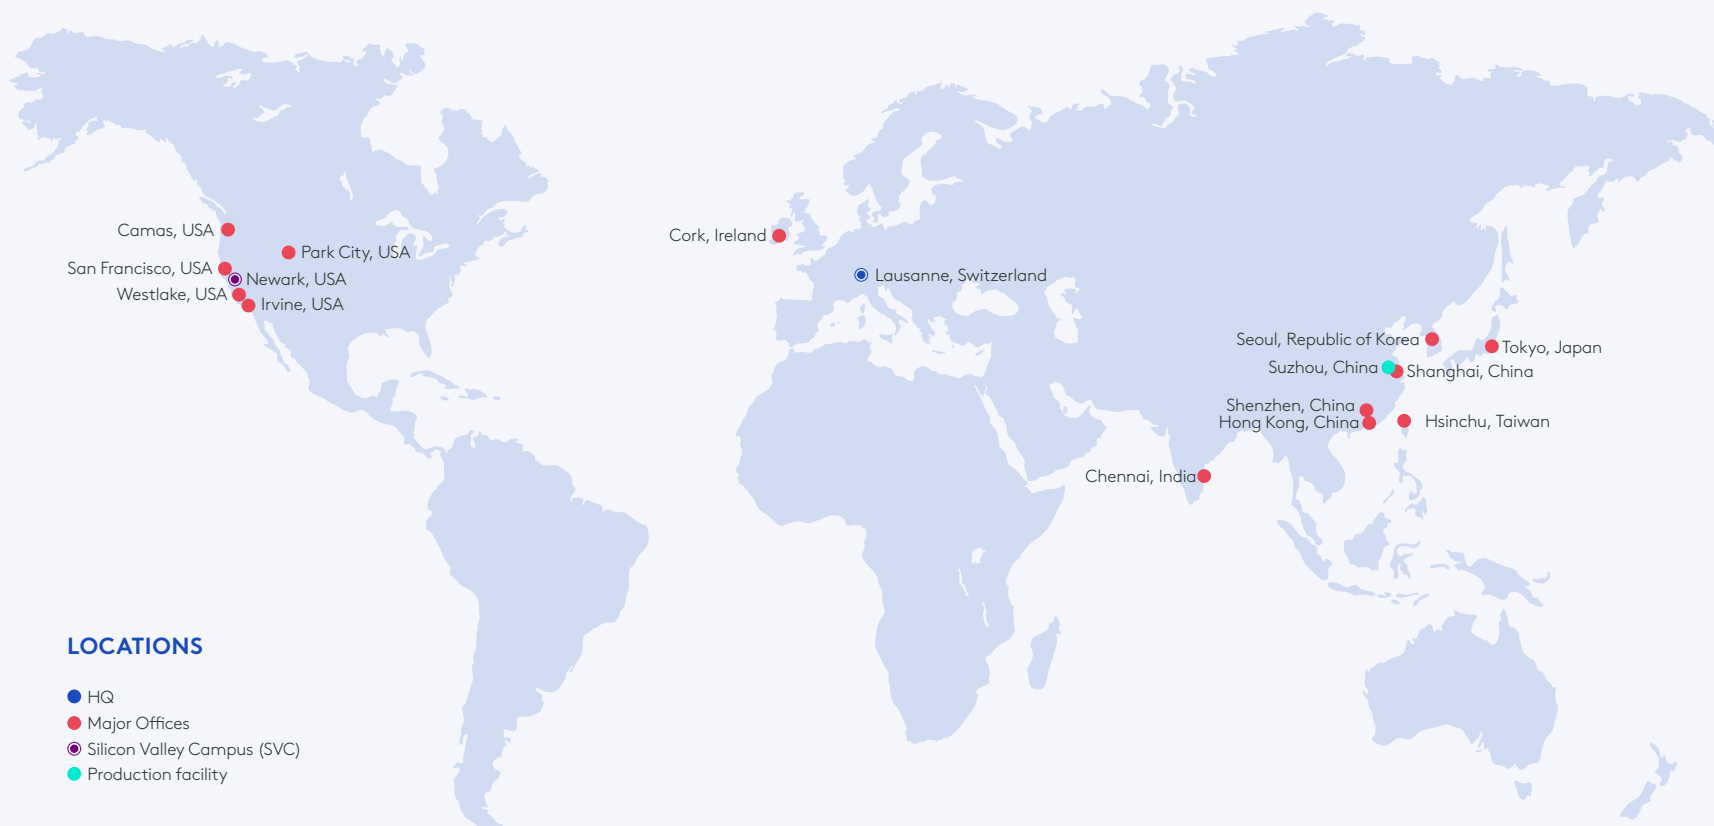 Camas, USA
Park City, USA
San Francisco, USA
Newark, USA
Westlake, USA
Irvine, USA
Cork, Ireland
Lausanne, Switzerland
Seoul, Republic of Korea
Tokyo, Japan
Suzhou, China
Shanghai, China
Shenzhen, China
Hong Kong, China
Hsinchu, Taiwan
Chennai, India
LOCATIONS
HQ
Major Offices
Silicon Valley Campus (SVC)
Production facility